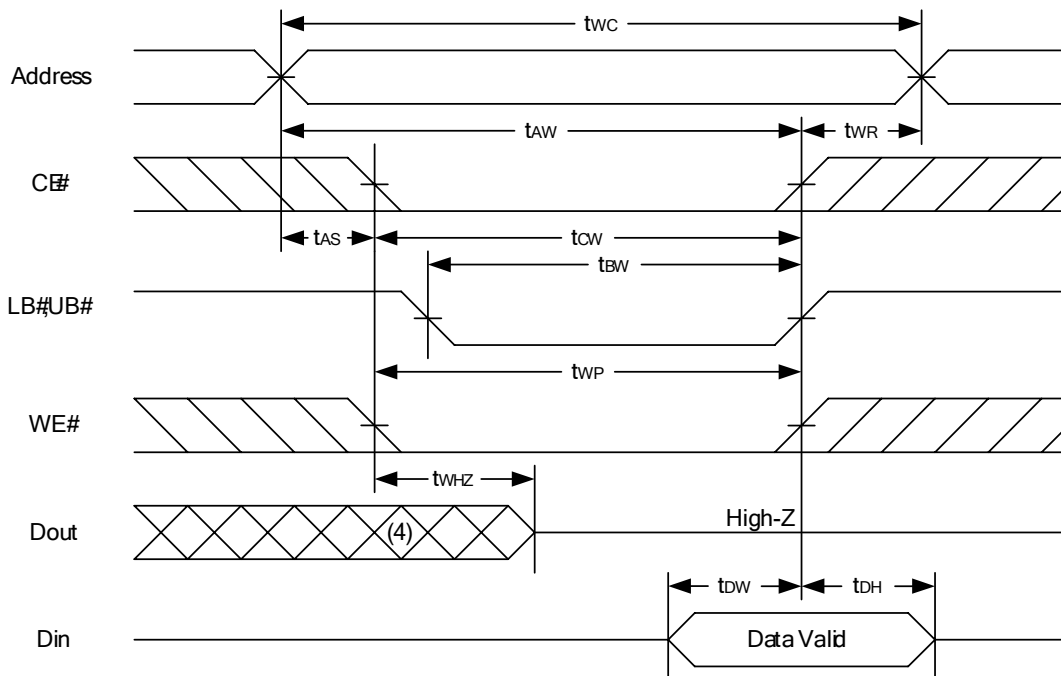 tWC
Address
tAW
tWR
CE#
tAS
tCW
tBW
LB#,UB#
tWP
WE#
tWHZ
Dout
(4)
High-Z
tDW
tDH
Din
Data Valid